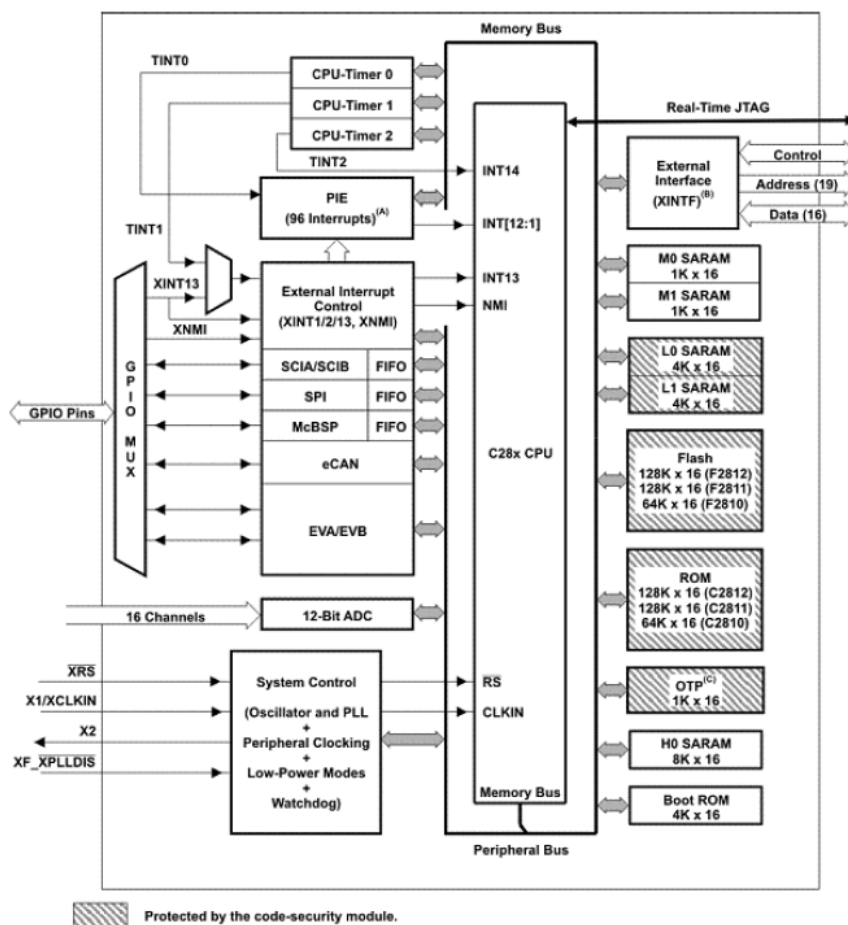 Memory Bus
TINT0
CPU-Timer 0
CPU-Timer 1
CPU-Timer 2
TINT2
Real-Time JTAG
INT14
External
Interface
(XINTF)(B)
Control
Address (19)
Data (16)
PIE
(96 Interrupts)(A)
INT[12:1]
TINT1
XINT13
XNMI
External Interrupt
Control
(XINT1/2/13, XNMI)
INT13
NMI
M0 SARAM
1K x 16
M1 SARAM
1K x 16
GPIO Pins
GPIO MUX
SCIA/SCIB
FIFO
SPI
FIFO
McBSP
FIFO
eCAN
EVA/EVB
C28x CPU
L0 SARAM
4K x 16
L1 SARAM
4K x 16
Flash
128K x 16 (F2812)
128K x 16 (F2811)
64K x 16 (F2810)
ROM
128K x 16 (C2812)
128K x 16 (C2811)
64K x 16 (C2810)
16 Channels
12-Bit ADC
XRS
X1/XCLKIN
X2
XF_XPLLDIS
System Control
(Oscillator and PLL
+
Peripheral Clocking
+
Low-Power Modes
+
Watchdog)
RS
CLKIN
Memory Bus
Peripheral Bus
OTP(C)
1K x 16
H0 SARAM
8K x 16
Boot ROM
4K x 16
Protected by the code-security module.